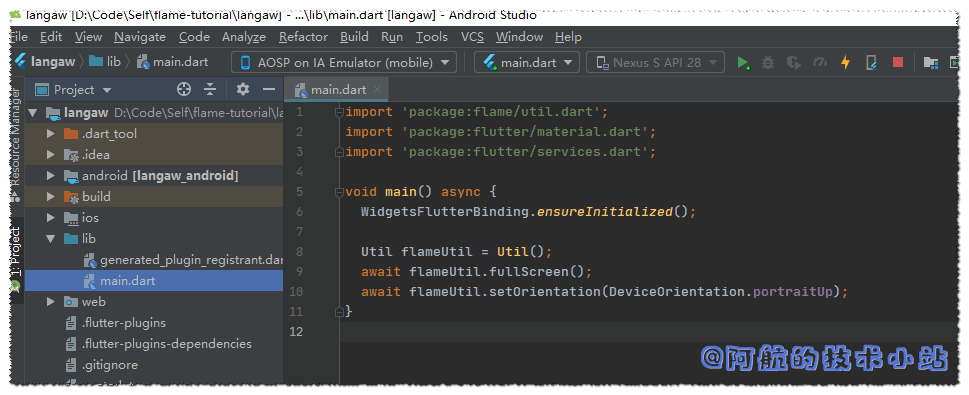 langaw [D:\Code\Self\flame-tutorial\langaw] - ...\lib\main.dart [langaw] - Android Studio
File Edit View Navigate Code Analyze Refactor Build Run Tools VCS Window Help
langaw lib main.dart AOSP on IA Emulator (mobile) main.dart Nexus S API 28
Resource Manager
1: Project
Project
langaw D:\Code\Self\flame-tutorial\la
.dart_tool
.idea
android [langaw_android]
build
ios
lib
generated_plugin_registrant.dar
main.dart
web
.flutter-plugins
.flutter-plugins-dependencies
.gitignore
main.dart
1 import 'package:flame/util.dart';
2 import 'package:flutter/material.dart';
3 import 'package:flutter/services.dart';
4
5 void main() async {
6 WidgetsFlutterBinding.ensureInitialized();
7
8 Util flameUtil = Util();
9 await flameUtil.fullScreen();
10 await flameUtil.setOrientation(DeviceOrientation.portraitUp);
11 }
12
@阿航的技术小站